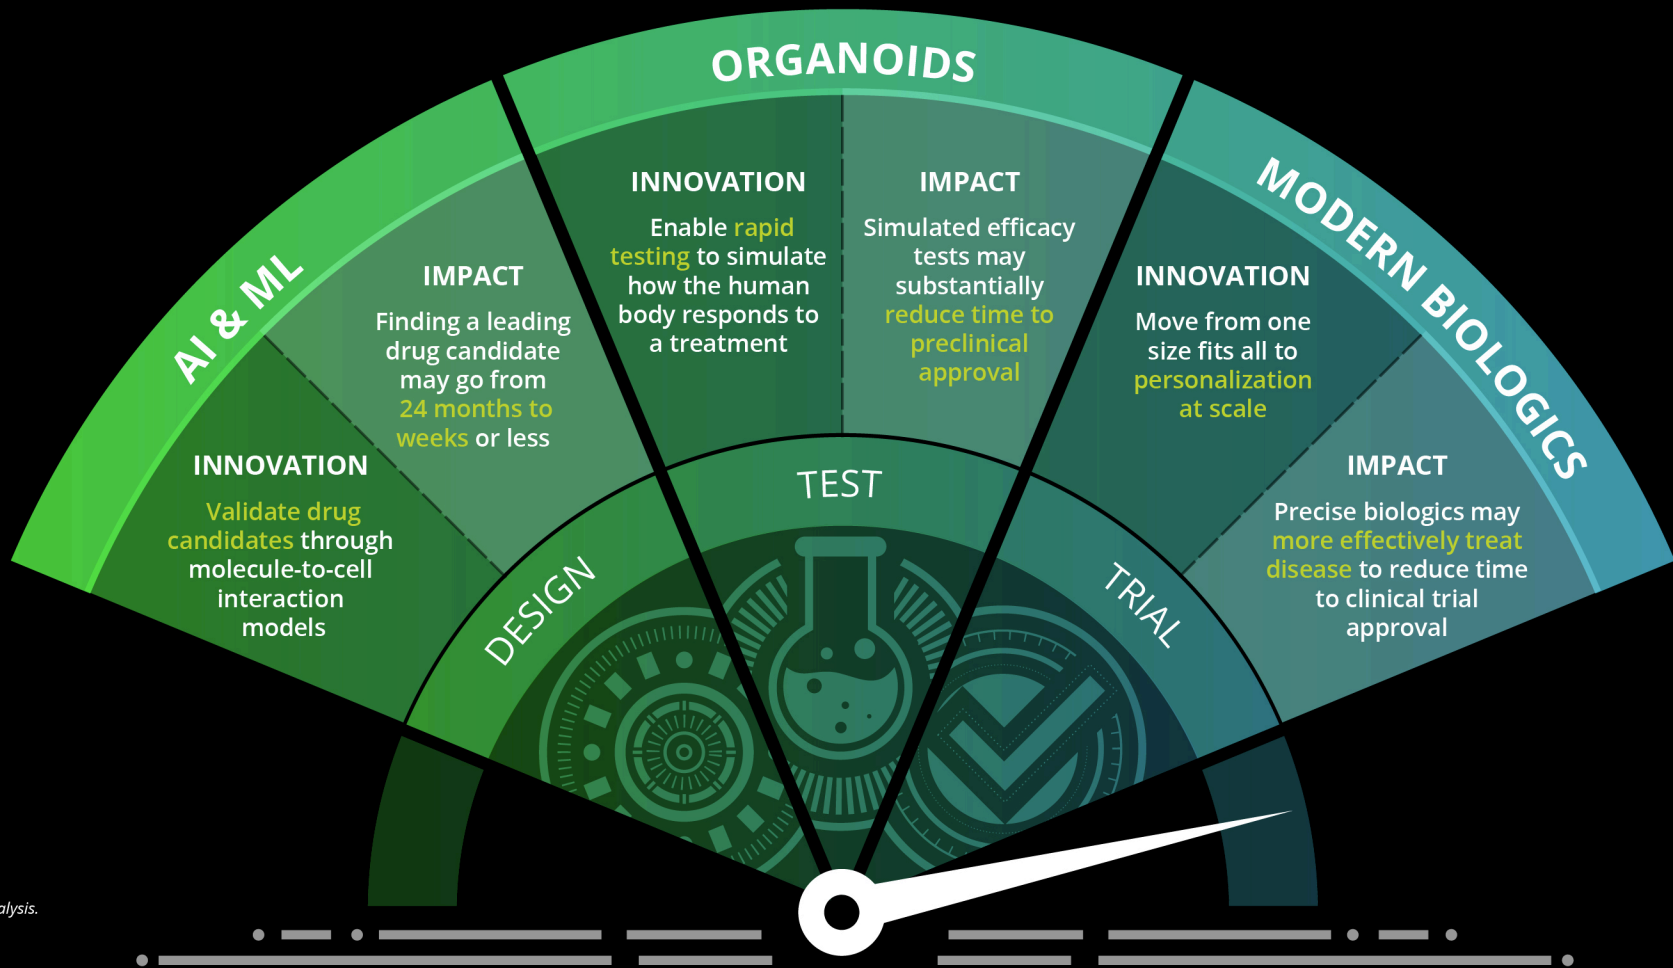 AI & ML
INNOVATION
Validate drug
candidates through
molecule-to-cell
interaction
models
IMPACT
Finding a leading
drug candidate
may go from
24 months to
weeks or less
DESIGN
ORGANOIDS
INNOVATION
Enable rapid
testing to simulate
how the human
body responds to
a treatment
IMPACT
Simulated efficacy
tests may
substantially
reduce time to
preclinical
approval
TEST
MODERN BIOLOGICS
INNOVATION
Move from one
size fits all to
personalization
at scale
IMPACT
Precise biologics may
more effectively treat
disease to reduce time
to clinical trial
approval
TRIAL
alysis.